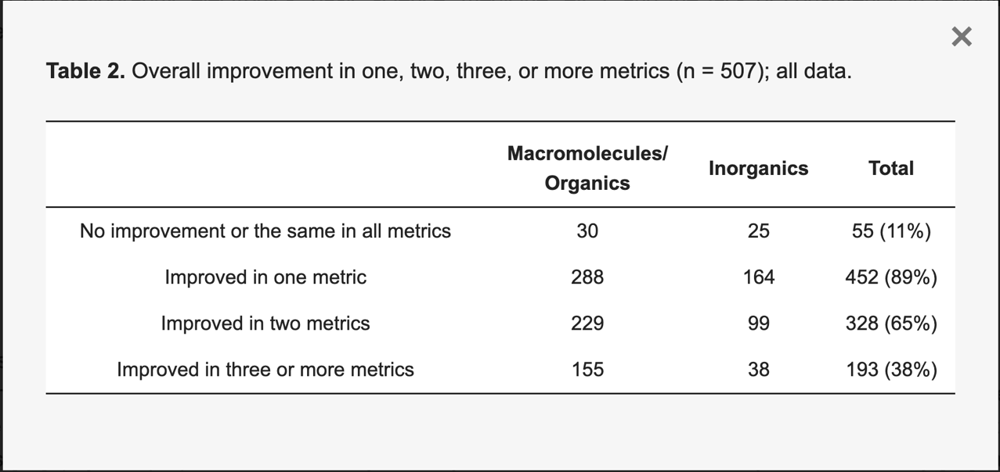 Table 2. Overall improvement in one, two, three, or more metrics (n = 507); all data.
Macromolecules/
Organics Inorganics Total
No improvement or the same in all metrics 30 25 55 (11%)
Improved in one metric 288 164 452 (89%)
Improved in two metrics 229 99 328 (65%)
Improved in three or more metrics 155 38 193 (38%)